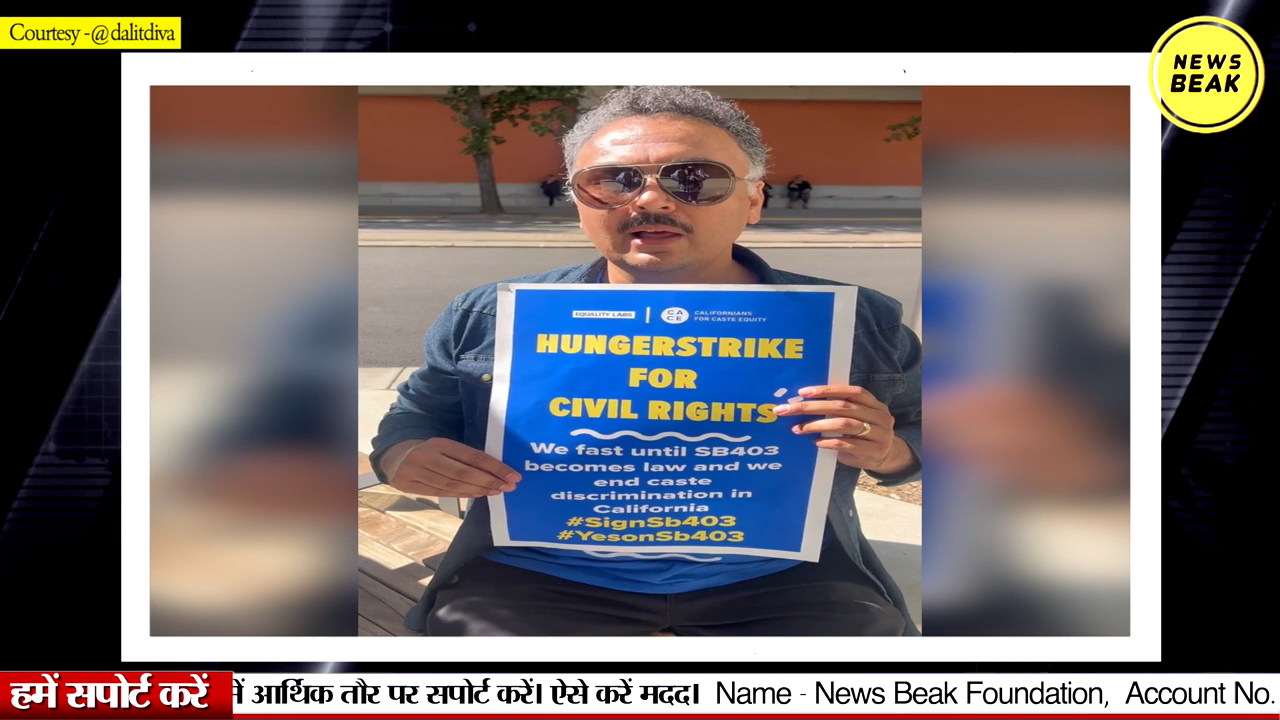 Courtesy -@dalitdiva
NEWS
BEAK
EQUALITY LABS
CA
CE
CALIFORNIANS
FOR CASTE EQUITY
HUNGERSTRIKE
FOR
CIVIL RIGHTS
We fast until SB403
becomes law and we
end caste
discrimination in
California
#SignSb403
#YesonSb403
हमें सपोर्ट करें
में आर्थिक तौर पर सपोर्ट करें। ऐसे करें मदद। Name - News Beak Foundation, Account No.